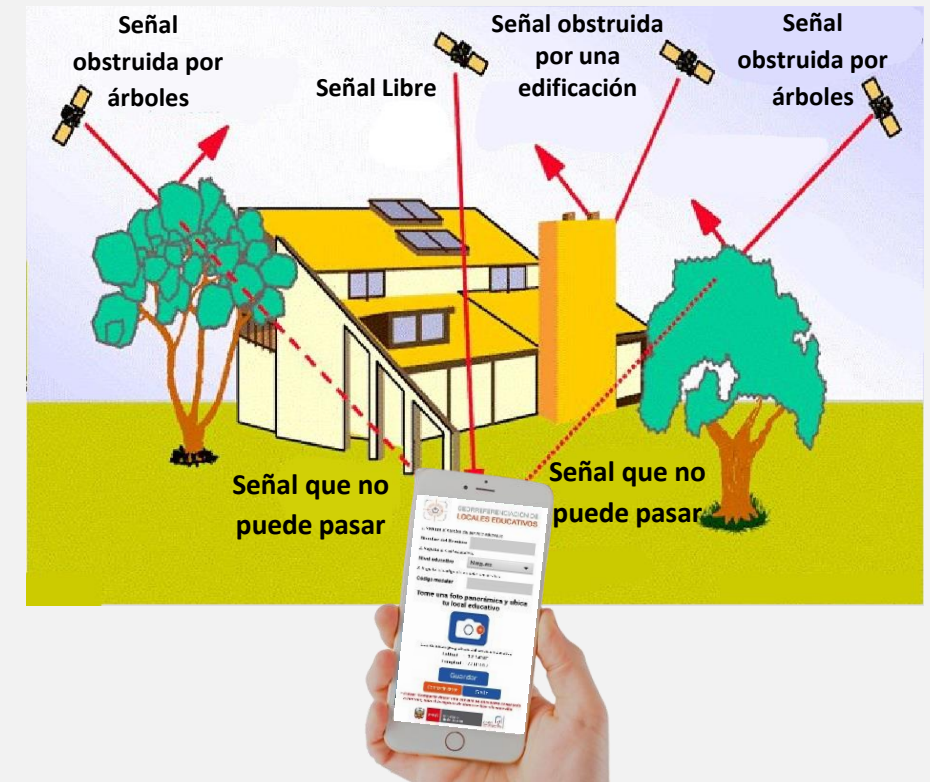 Señal
obstruida por
árboles
Señal Libre
Señal obstruida
por una
edificación
Señal
obstruida por
árboles
Señal que no
puede pasar
Señal que no
puede pasar
GEORREFERENCIACIÓN DE
LOCALES EDUCATIVOS
Nivel educativo
Código modular
Tome una foto panorámica y ubica
tu local educativo
Guardar